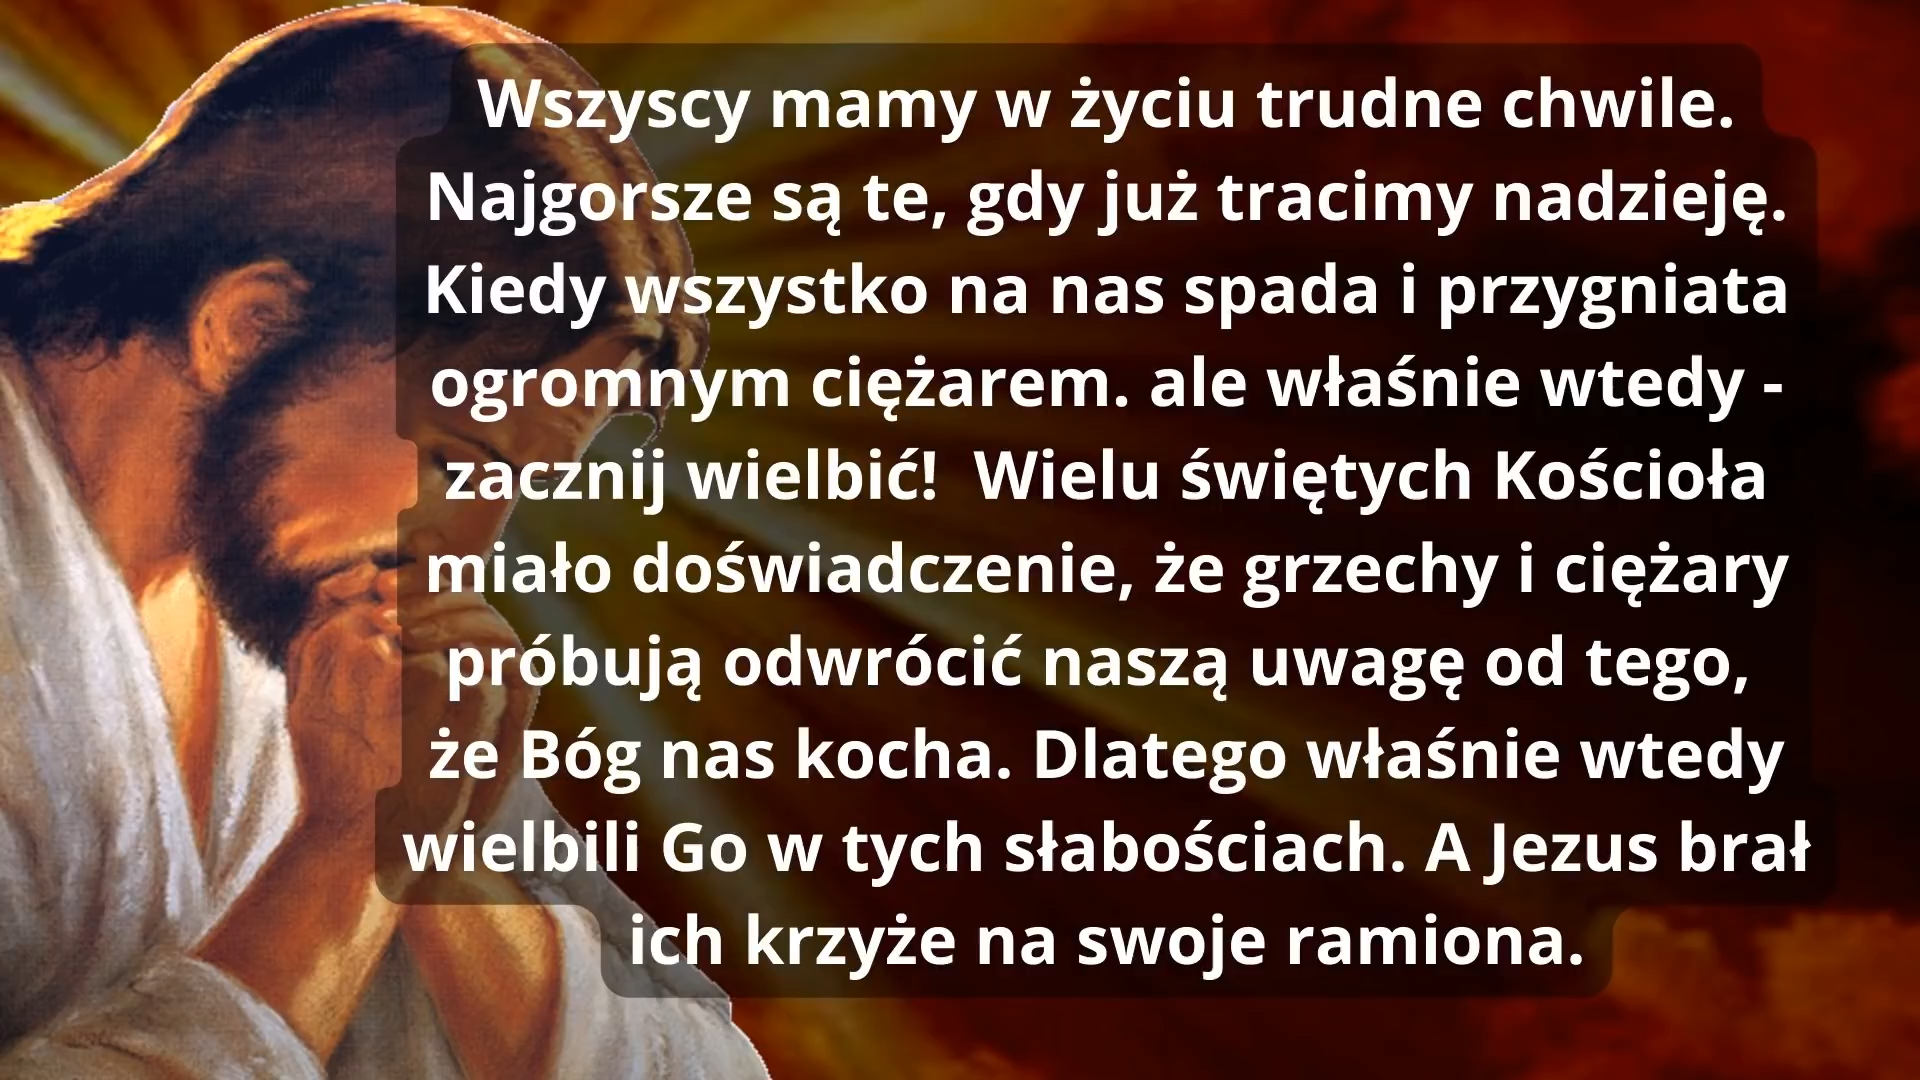 Wszyscy mamy w życiu trudne chwile.
Najgorsze są te, gdy już tracimy nadzieję.
Kiedy wszystko na nas spada i przygniata
ogromnym ciężarem. ale właśnie wtedy -
zacznij wielbić!  Wielu świętych Kościoła
miało doświadczenie, że grzechy i ciężary
próbują odwrócić naszą uwagę od tego,
że Bóg nas kocha. Dlatego właśnie wtedy
wielbili Go w tych słabościach. A Jezus brał
ich krzyże na swoje ramiona.